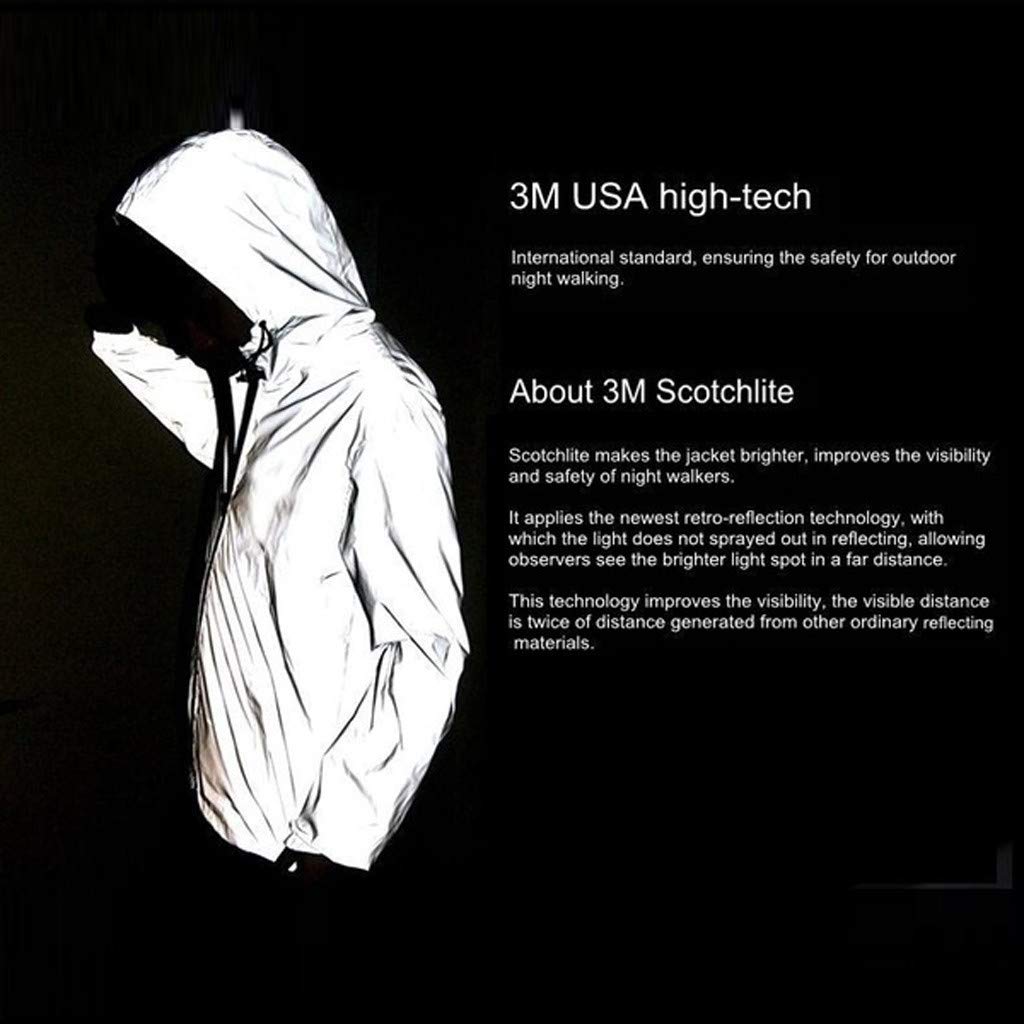 3M USA high-tech
International standard, ensuring the safety for outdoor
night walking.
About 3M Scotchlite
Scotchlite makes the jacket brighter, improves the visibility
and safety of night walkers.
It applies the newest retro-reflection technology, with
which the light does not sprayed out in reflecting, allowing
observers see the brighter light spot in a far distance.
This technology improves the visibility, the visible distance
is twice of distance generated from other ordinary reflecting
materials.